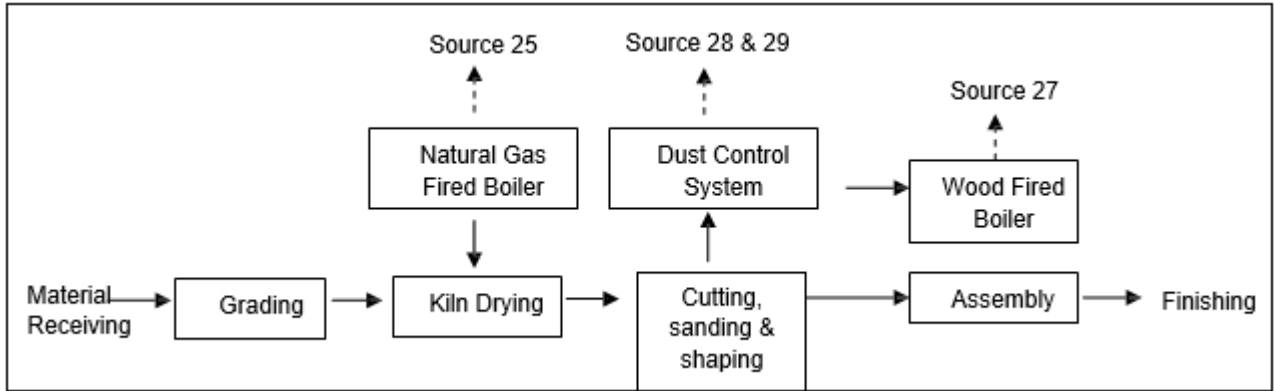 Source 25
Source 28 & 29
Source 27
Natural Gas
Fired Boiler
Dust Control
System
Wood Fired
Boiler
Material
Receiving
Grading
Kiln Drying
Cutting,
sanding &
shaping
Assembly
Finishing